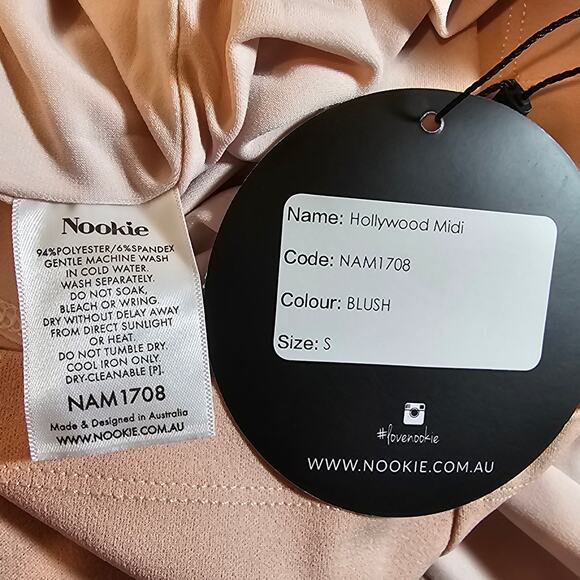 Nookie
94%POLYESTER/6%SPANDEX
GENTLE MACHINE WASH
IN COLD WATER.
WASH SEPARATELY.
DO NOT SOAK,
BLEACH OR WRING.
DRY WITHOUT DELAY AWAY
FROM DIRECT SUNLIGHT
OR HEAT.
DO NOT TUMBLE DRY.
COOL IRON ONLY.
DRY-CLEANABLE [P].
NAM1708
Made & Designed in Australia
WWW.NOOKIE.COM.AU
Name: Hollywood Midi
Code: NAM1708
Colour: BLUSH
Size: S
#lovenookie
WWW.NOOKIE.COM.AU